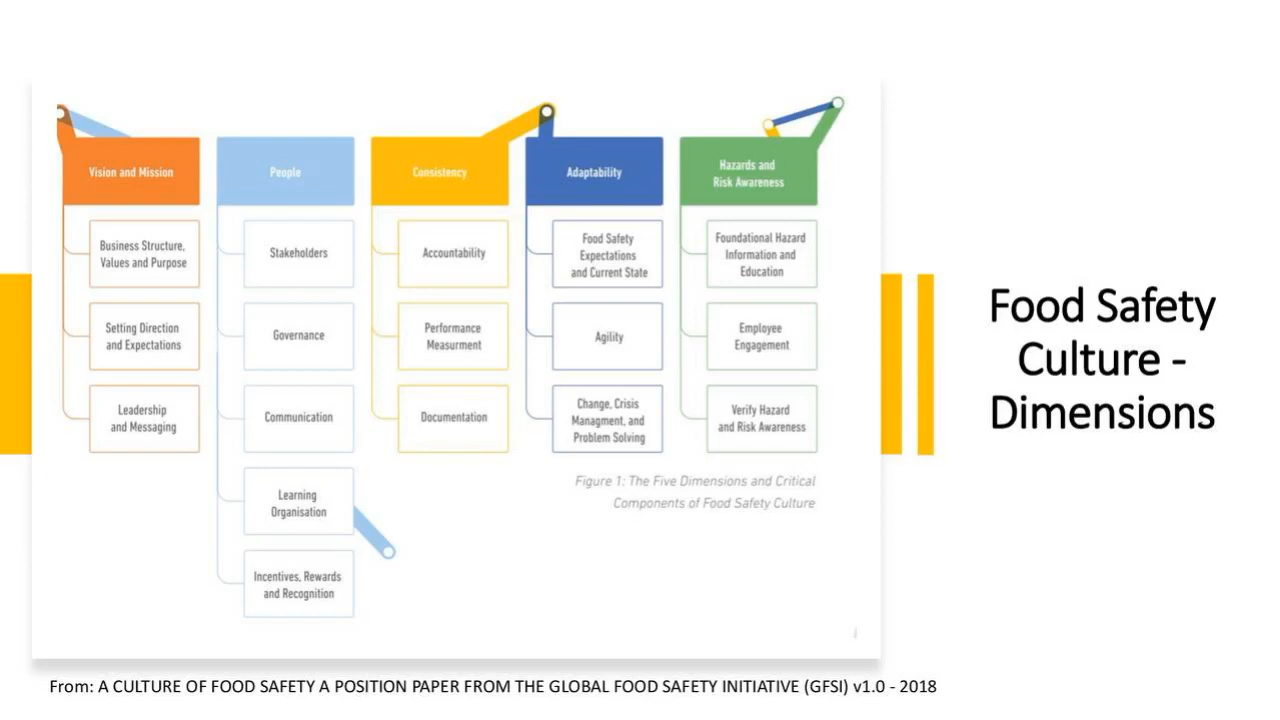 Vision and Mission
Business Structure,
Values and Purpose
Setting Direction
and Expectations
Leadership
and Messaging
People
Stakeholders
Governance
Communication
Learning
Organisation
Incentives, Rewards
and Recognition
Consistency
Accountability
Performance
Measurment
Documentation
Adaptability
Food Safety
Expectations
and Current State
Agility
Change, Crisis
Managment, and
Problem Solving
Hazards and
Risk Awareness
Foundational Hazard
Information and
Education
Employee
Engagement
Verify Hazard
and Risk Awareness
Figure 1: The Five Dimensions and Critical
Components of Food Safety Culture
Food Safety
Culture -
Dimensions
From: A CULTURE OF FOOD SAFETY A POSITION PAPER FROM THE GLOBAL FOOD SAFETY INITIATIVE (GFSI) v1.0 - 2018